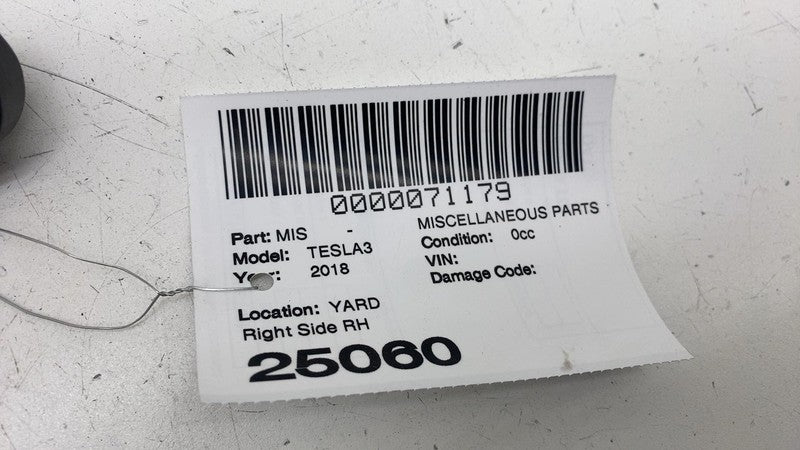 0000071179
Part: MIS - MISCELLANEOUS PARTS
Model: TESLA3 Condition: 0cc
Year: 2018 VIN:
Damage Code:
Location: YARD
Right Side RH
25060